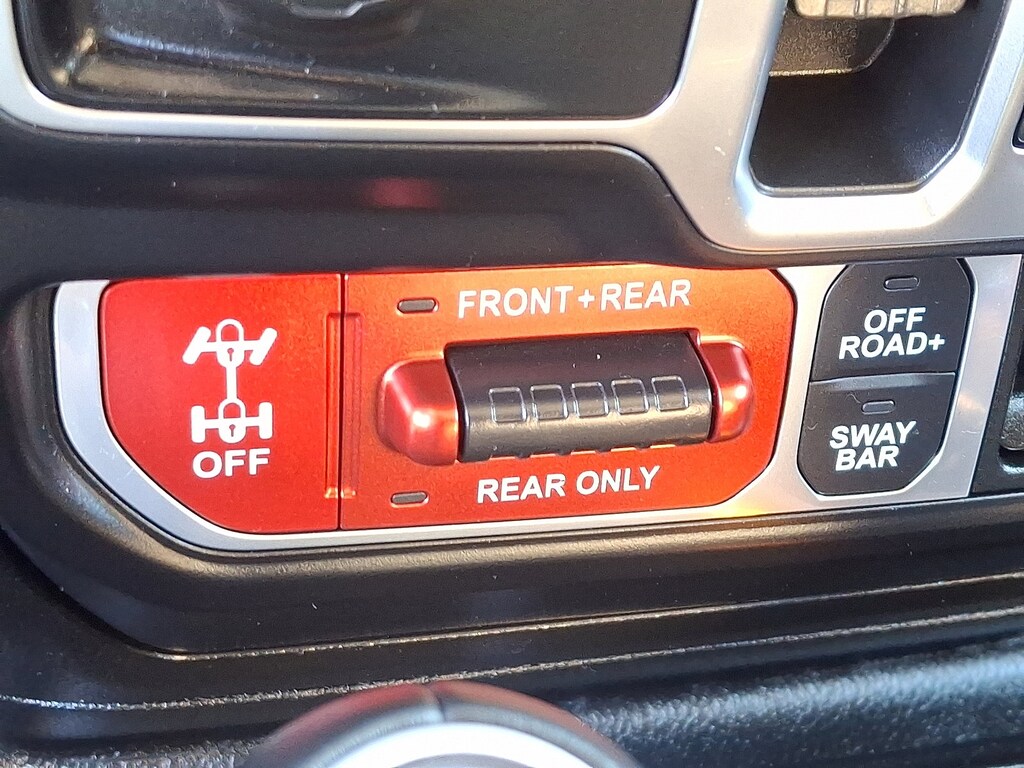 FRONT+REAR
OFF
REAR ONLY
OFF
ROAD+
SWAY
BAR